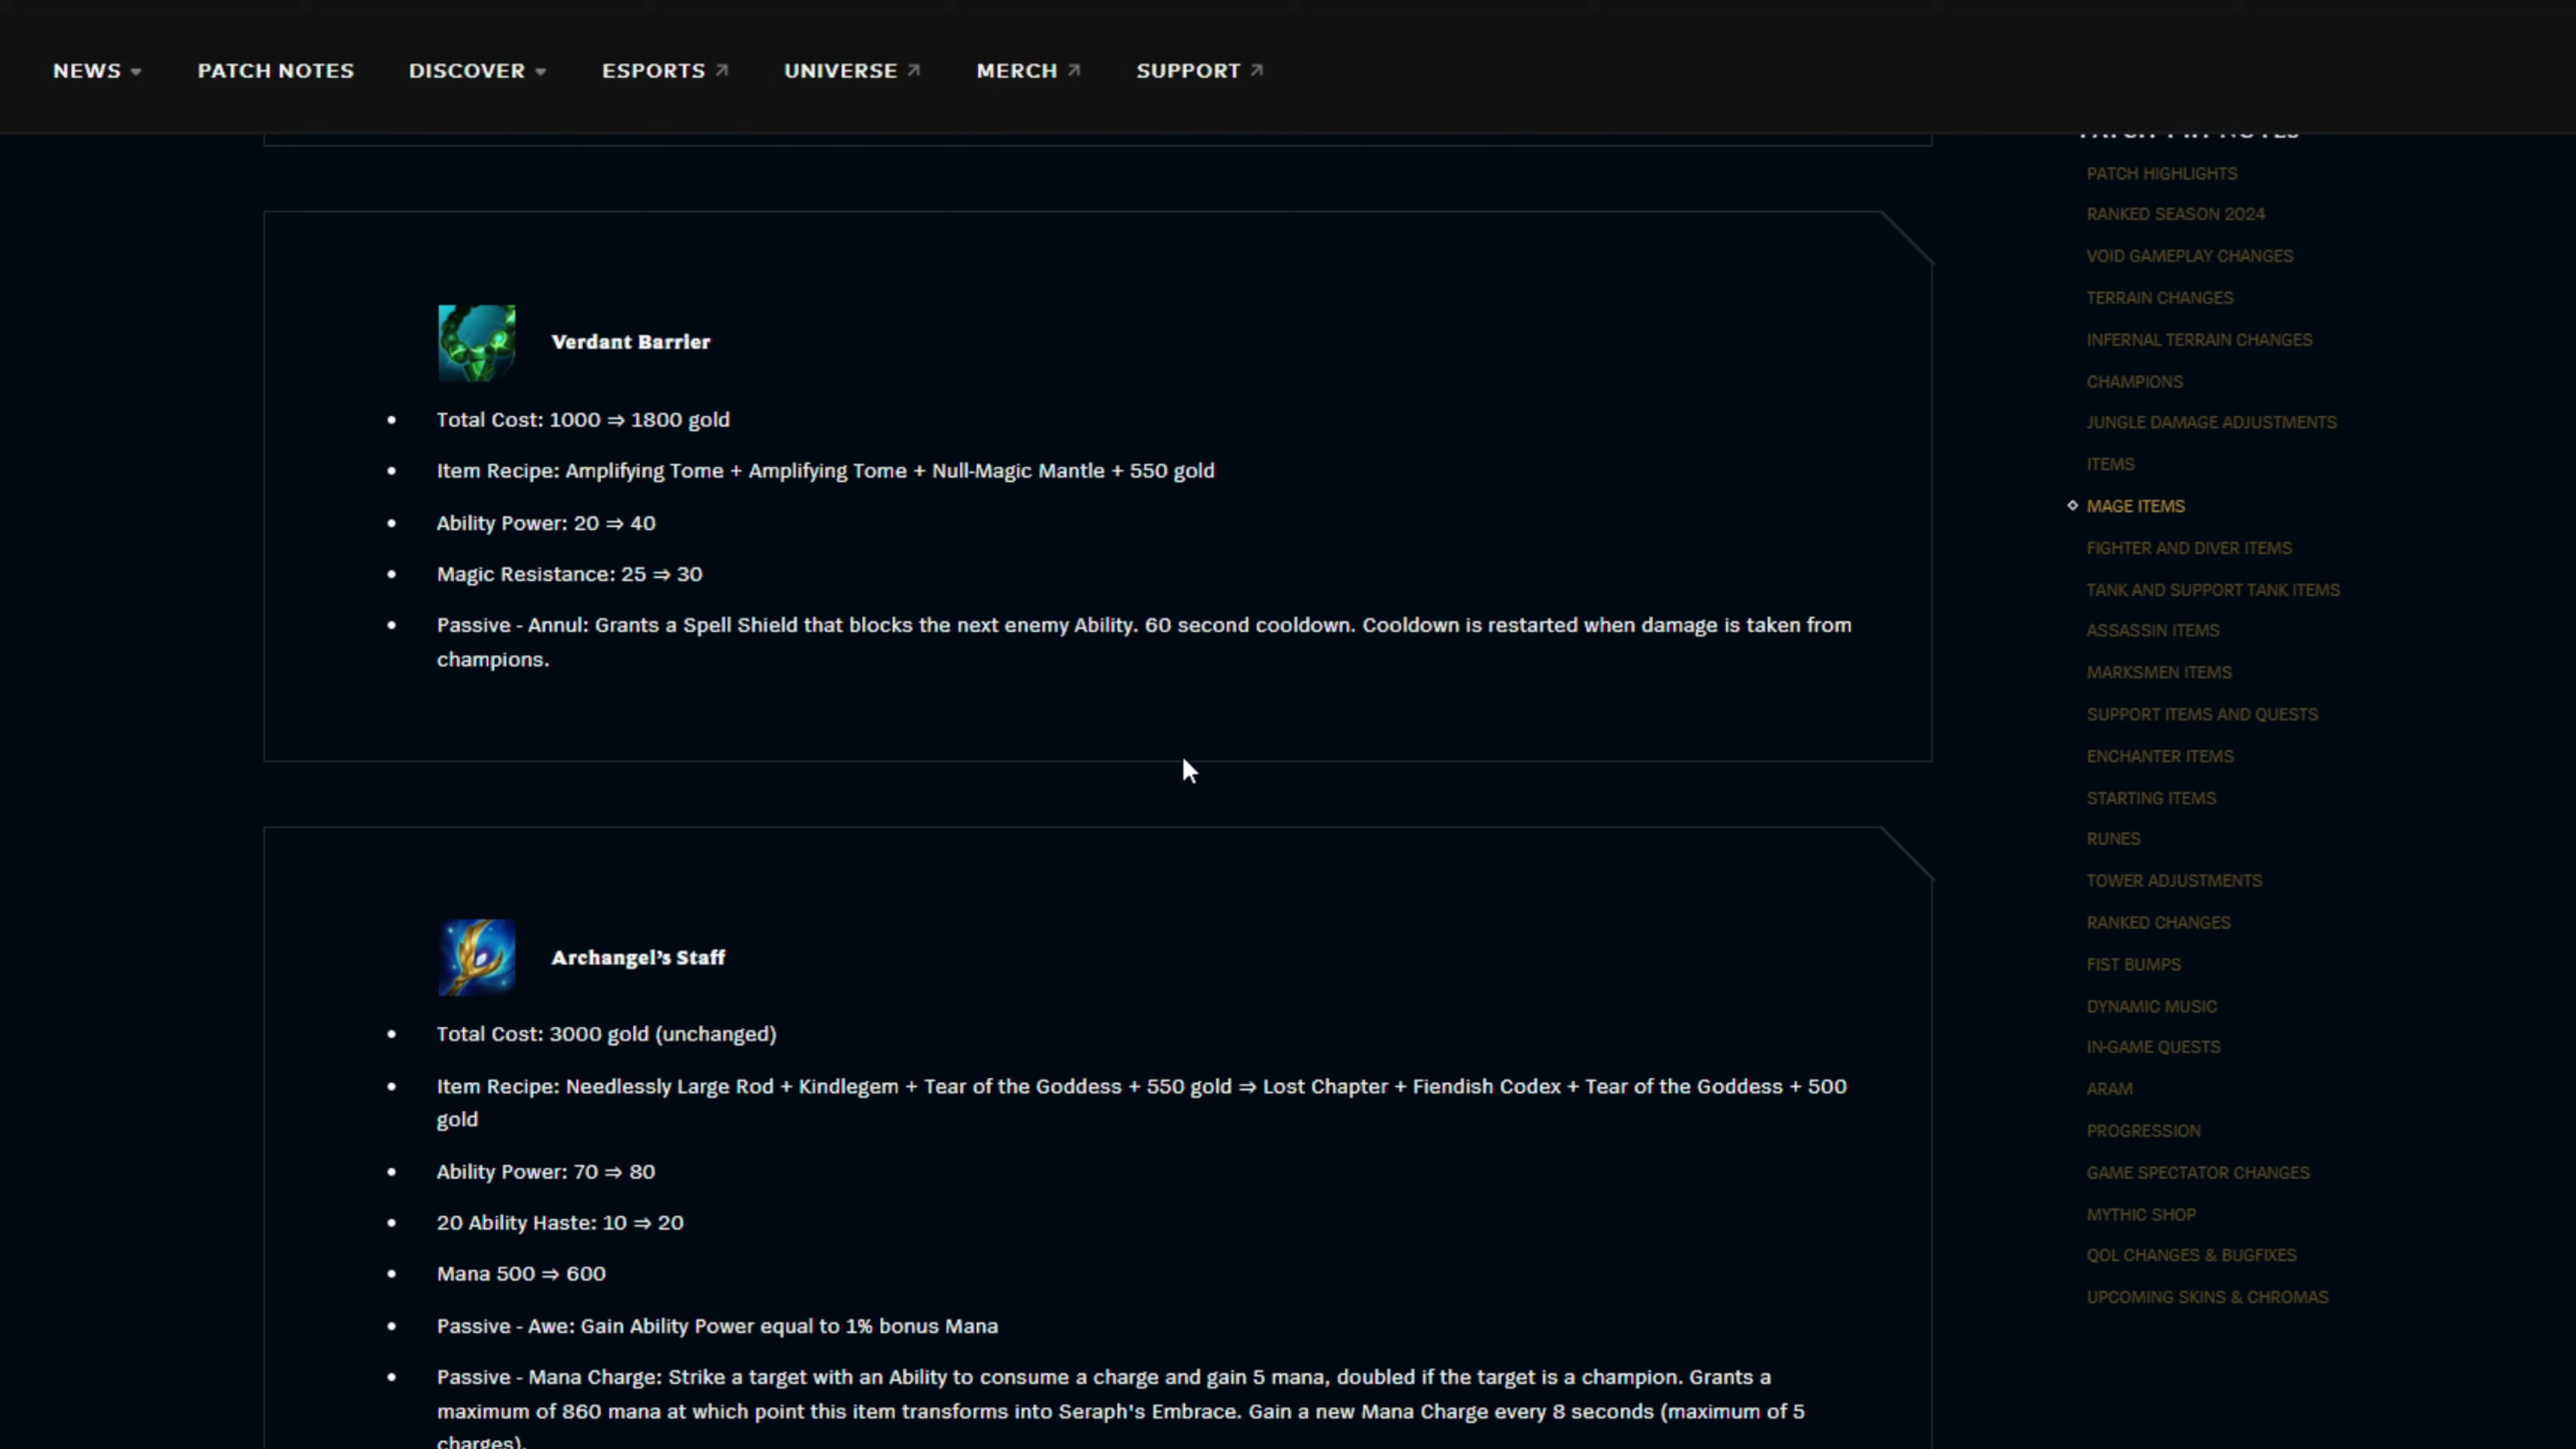 NEWS
PATCH NOTES
DISCOVER
ESPORTS
UNIVERSE
MERCH
SUPPORT
Verdant Barrier
Total Cost: 1000 ⇒ 1800 gold
Item Recipe: Amplifying Tome + Amplifying Tome + Null-Magic Mantle + 550 gold
Ability Power: 20 ⇒ 40
Magic Resistance: 25 ⇒ 30
Passive - Annul: Grants a Spell Shield that blocks the next enemy Ability. 60 second cooldown. Cooldown is restarted when damage is taken from
champions.
Archangel's Staff
Total Cost: 3000 gold (unchanged)
Item Recipe: Needlessly Large Rod + Kindlegem + Tear of the Goddess + 550 gold ⇒ Lost Chapter + Fiendish Codex + Tear of the Goddess + 500
gold
Ability Power: 70 ⇒ 80
20 Ability Haste: 10 ⇒ 20
Mana 500 ⇒ 600
Passive - Awe: Gain Ability Power equal to 1% bonus Mana
Passive - Mana Charge: Strike a target with an Ability to consume a charge and gain 5 mana, doubled if the target is a champion. Grants a
maximum of 860 mana at which point this item transforms into Seraph's Embrace. Gain a new Mana Charge every 8 seconds (maximum of 5
charges).
PATCH HIGHLIGHTS
RANKED SEASON 2024
VOID GAMEPLAY CHANGES
TERRAIN CHANGES
INFERNAL TERRAIN CHANGES
CHAMPIONS
JUNGLE DAMAGE ADJUSTMENTS
ITEMS
MAGE ITEMS
FIGHTER AND DIVER ITEMS
TANK AND SUPPORT TANK ITEMS
ASSASSIN ITEMS
MARKSMEN ITEMS
SUPPORT ITEMS AND QUESTS
ENCHANTER ITEMS
STARTING ITEMS
RUNES
TOWER ADJUSTMENTS
RANKED CHANGES
FIST BUMPS
DYNAMIC MUSIC
IN-GAME QUESTS
ARAM
PROGRESSION
GAME SPECTATOR CHANGES
MYTHIC SHOP
QOL CHANGES & BUGFIXES
UPCOMING SKINS & CHROMAS